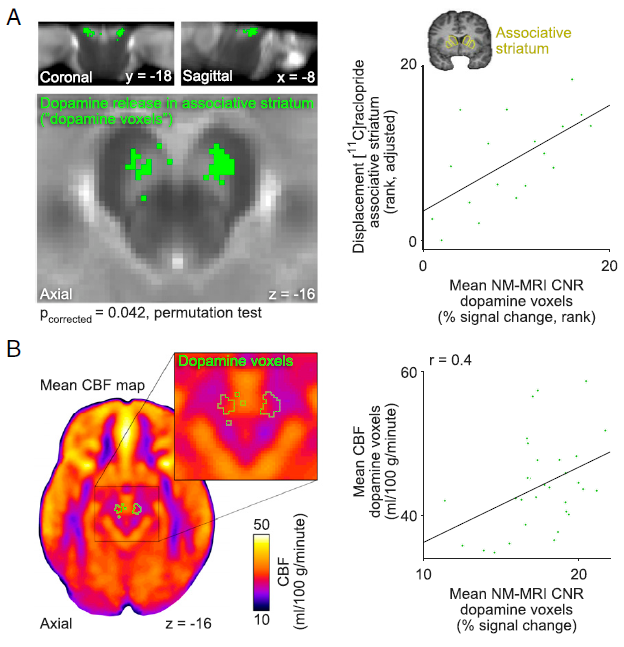 A
Coronal
y = -18
Sagittal
x = -8
Dopamine release in associative striatum
("dopamine voxels")
Axial
z = -16
p corrected = 0.042, permutation test
Associative
striatum
Displacement [11C]raclopride
associative striatum
(rank, adjusted)
20
10
0
0
20
Mean NM-MRI CNR
dopamine voxels
(% signal change, rank)
B
Mean CBF map
Dopamine voxels
50
10
CBF
(ml/100 g/minute)
Axial
z = -16
r = 0.4
Mean CBF
dopamine voxels
(ml/100 g/minute)
60
40
10
20
Mean NM-MRI CNR
dopamine voxels
(% signal change)